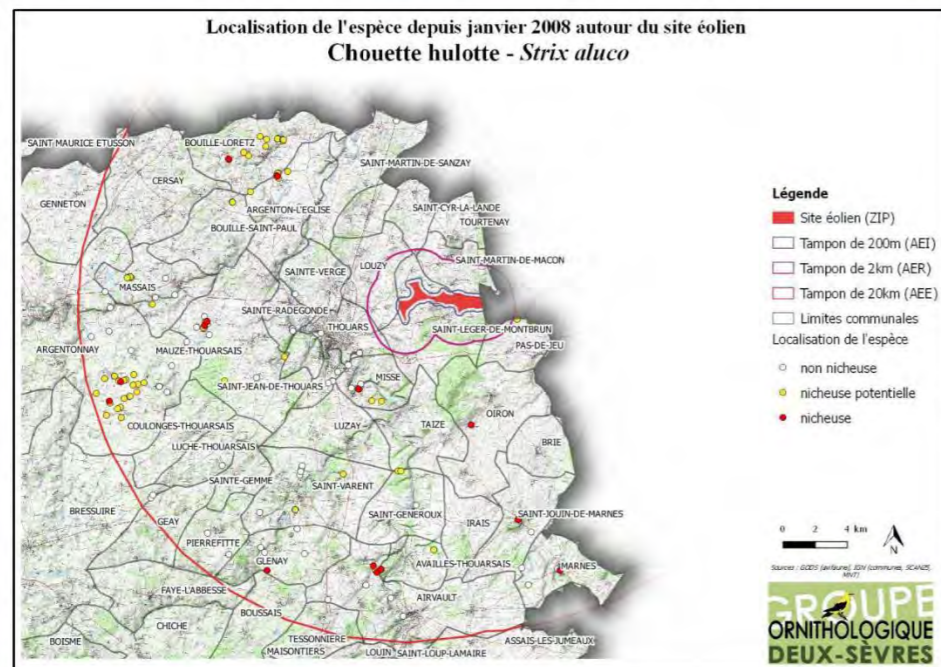 Localisation de l'espèce depuis janvier 2008 autour du site éolien
Chouette hulotte - Strix aluco
SAINT MAURICE ETUSSON
BOUILLE-LORETZ
SAINT-MARTIN-DE-SANZAY
CERSAY
GENNETON
ARGENTON-L'EGLISE
SAINT-CYR-LA-LANDE
TOURTENAY
BOUILLE-SAINT-PAUL
SAINT-MARTIN-DE-MACON
LOUZY
SAINTE-VERGE
MASSAIS
SAINTE-RADEGONDE
THOUARS
SAINT-LEGER-DE-MONTBRUN
PAS-DE-JEU
ARGENTONNAY
MAUZE-THOUARSAIS
MISSE
SAINT-JEAN-DE-THOUARS
OIRON
COULONGES-THOUARSAIS
LUZAY
TAIZE
BRIE
LUCHE-THOUARSAIS
SAINTE-GEMME
SAINT-VARENT
BRESSUIRE
SAINT-GENEROUX
SAINT-JOUIN-DE-MARNES
GEAY
IRAIS
PIERREFITTE
GLENAY
AVAILLES-THOUARSAIS
MARNES
FAYE-L'ABBESSE
AIRVAULT
BOUSSAIS
CHICHE
BOISME
TESSONNIERE
ASSAIS-LES-JUMEAUX
MAISONTIERS
LOUIN
SAINT-LOUP-LAMAIRE
Légende
Site éolien (ZIP)
Tampon de 200m (AEI)
Tampon de 2km (AER)
Tampon de 20km (AEE)
Limites communales
Localisation de l'espèce
non nicheuse
nicheuse potentielle
nicheuse
0 2 4 km
N
Sources : GODS (avifaune), IGN (communes, SCAN25,
MNT)
GROUPE
ORNITHOLOGIQUE
DEUX-SÈVRES